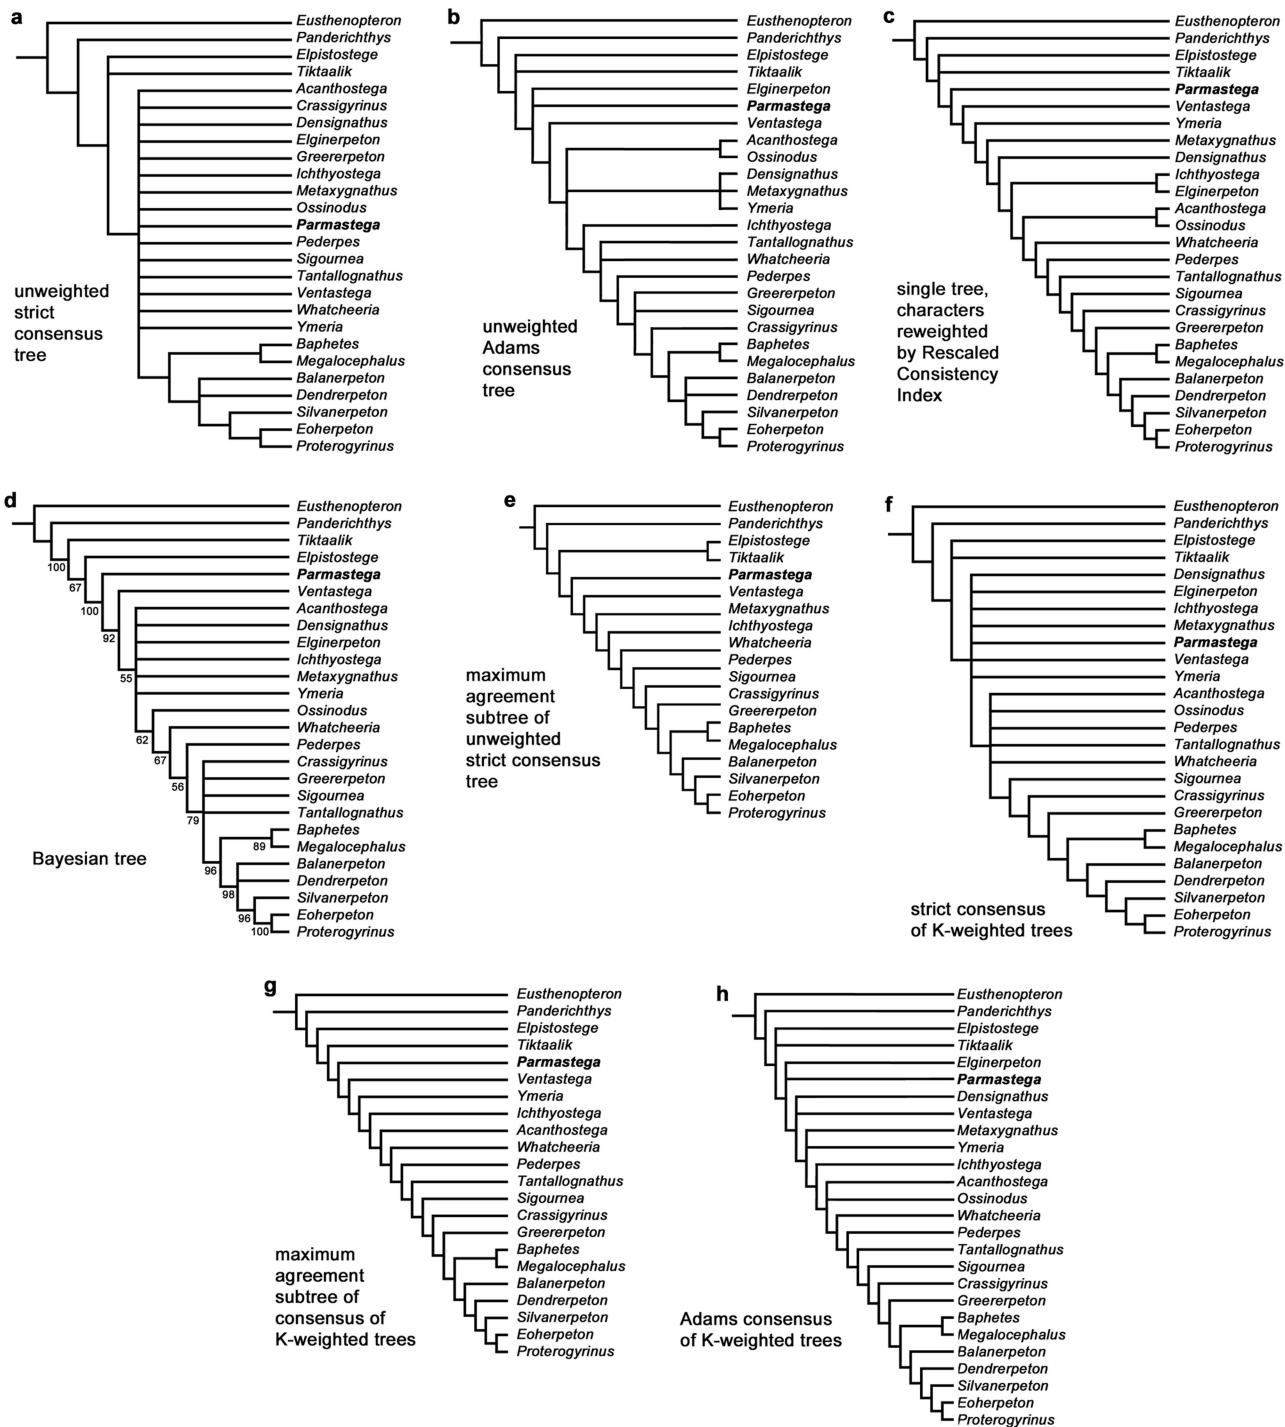 a
Eusthenopteron
Panderichthys
Elpistostege
Tiktaalik
Acanthostega
Crassigyrinus
Densignathus
Elginerpeton
Greererpeton
Ichthyostega
Metaxygnathus
Ossinodus
Parmastega
Pederpes
Sigournea
Tantallognathus
Ventastega
Whatcheeria
Ymeria
Baphetes
Megalocephalus
Balanerpeton
Dendrerpeton
Silvanerpeton
Eoherpeton
Proterogyrinus
unweighted
strict
consensus
tree
b
Eusthenopteron
Panderichthys
Elpistostege
Tiktaalik
Elginerpeton
Parmastega
Ventastega
Acanthostega
Ossinodus
Densignathus
Metaxygnathus
Ymeria
Ichthyostega
Tantallognathus
Whatcheeria
Pederpes
Greererpeton
Sigournea
Crassigyrinus
Baphetes
Megalocephalus
Balanerpeton
Dendrerpeton
Silvanerpeton
Eoherpeton
Proterogyrinus
unweighted
Adams
consensus
tree
c
Eusthenopteron
Panderichthys
Elpistostege
Tiktaalik
Parmastega
Ventastega
Ymeria
Metaxygnathus
Densignathus
Ichthyostega
Elginerpeton
Acanthostega
Ossinodus
Whatcheeria
Pederpes
Tantallognathus
Sigournea
Crassigyrinus
Greererpeton
Baphetes
Megalocephalus
Balanerpeton
Dendrerpeton
Silvanerpeton
Eoherpeton
Proterogyrinus
single tree,
characters
reweighted
by Rescaled
Consistency
Index
d
Eusthenopteron
Panderichthys
Tiktaalik
Elpistostege
Parmastega
Ventastega
Acanthostega
Densignathus
Elginerpeton
Ichthyostega
Metaxygnathus
Ymeria
Ossinodus
Whatcheeria
Pederpes
Crassigyrinus
Greererpeton
Sigournea
Tantallognathus
Baphetes
Megalocephalus
Balanerpeton
Dendrerpeton
Silvanerpeton
Eoherpeton
Proterogyrinus
100
67
100
92
55
62
67
56
79
89
96
98
96
100
Bayesian tree
e
Eusthenopteron
Panderichthys
Elpistostege
Tiktaalik
Parmastega
Ventastega
Metaxygnathus
Ichthyostega
Whatcheeria
Pederpes
Sigournea
Crassigyrinus
Greererpeton
Baphetes
Megalocephalus
Balanerpeton
Silvanerpeton
Eoherpeton
Proterogyrinus
maximum
agreement
subtree of
unweighted
strict consensus
tree
f
Eusthenopteron
Panderichthys
Elpistostege
Tiktaalik
Densignathus
Elginerpeton
Ichthyostega
Metaxygnathus
Parmastega
Ventastega
Ymeria
Acanthostega
Ossinodus
Pederpes
Tantallognathus
Whatcheeria
Sigournea
Crassigyrinus
Greererpeton
Baphetes
Megalocephalus
Balanerpeton
Dendrerpeton
Silvanerpeton
Eoherpeton
Proterogyrinus
strict consensus
of K-weighted trees
g
Eusthenopteron
Panderichthys
Elpistostege
Tiktaalik
Parmastega
Ventastega
Ymeria
Ichthyostega
Acanthostega
Whatcheeria
Pederpes
Tantallognathus
Sigournea
Crassigyrinus
Greererpeton
Baphetes
Megalocephalus
Balanerpeton
Dendrerpeton
Silvanerpeton
Eoherpeton
Proterogyrinus
maximum
agreement
subtree of
consensus of
K-weighted trees
h
Eusthenopteron
Panderichthys
Elpistostege
Tiktaalik
Elginerpeton
Parmastega
Densignathus
Ventastega
Metaxygnathus
Ymeria
Ichthyostega
Acanthostega
Ossinodus
Whatcheeria
Pederpes
Tantallognathus
Sigournea
Crassigyrinus
Greererpeton
Baphetes
Megalocephalus
Balanerpeton
Dendrerpeton
Silvanerpeton
Eoherpeton
Proterogyrinus
Adams consensus
of K-weighted trees